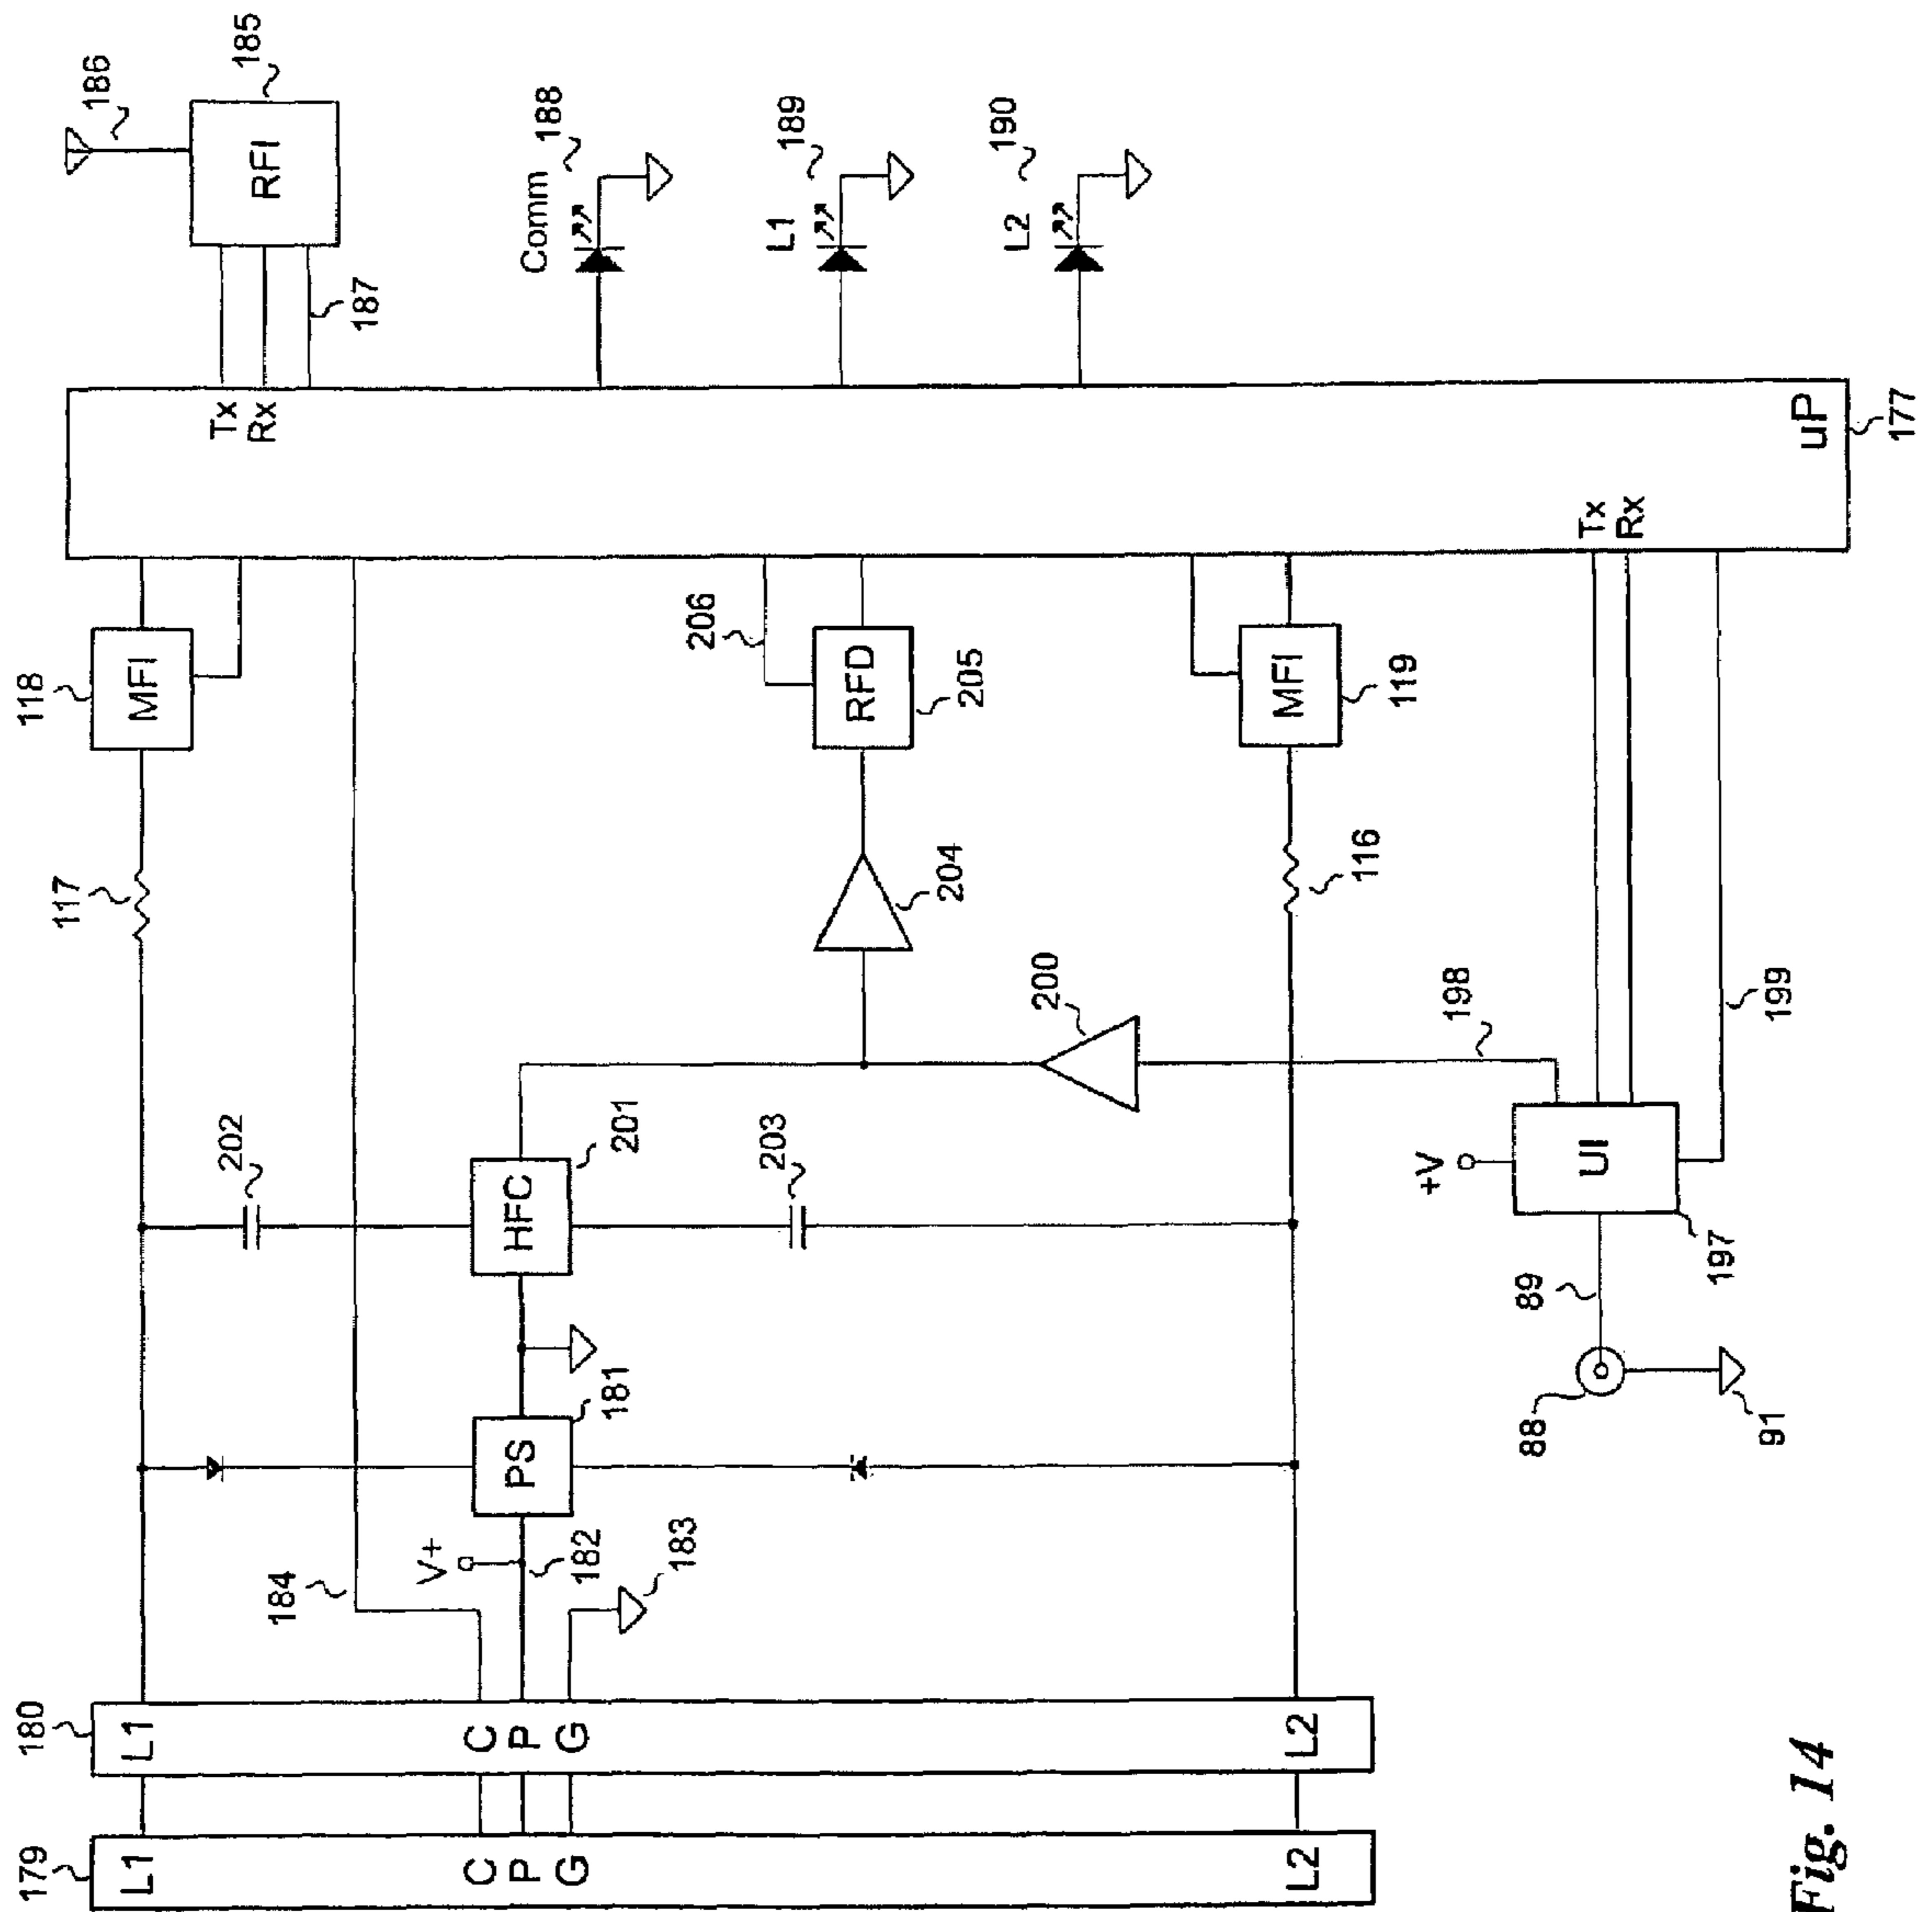 179
L1
C
P
G
L2
180
L1
C
P
G
L2
184
V+
182
183
PS
181
HFC
201
202
203
117
118
MFI
204
206
RFD
205
200
116
MFI
119
198
199
+V
UI
197
89
88
91
Tx
Rx
Tx
Rx
uP
177
187
RFI
185
186
Comm
188
L1
189
L2
190
Fig. 14